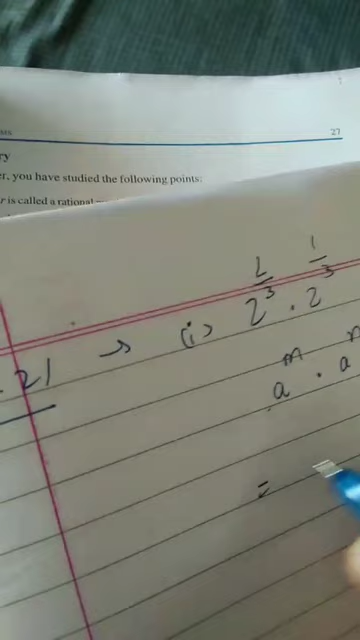 27
er, you have studied the following points:
r is called a rational
21 → (i) 2^(2/3) . 2^(1/3)
a^m . a^n
=